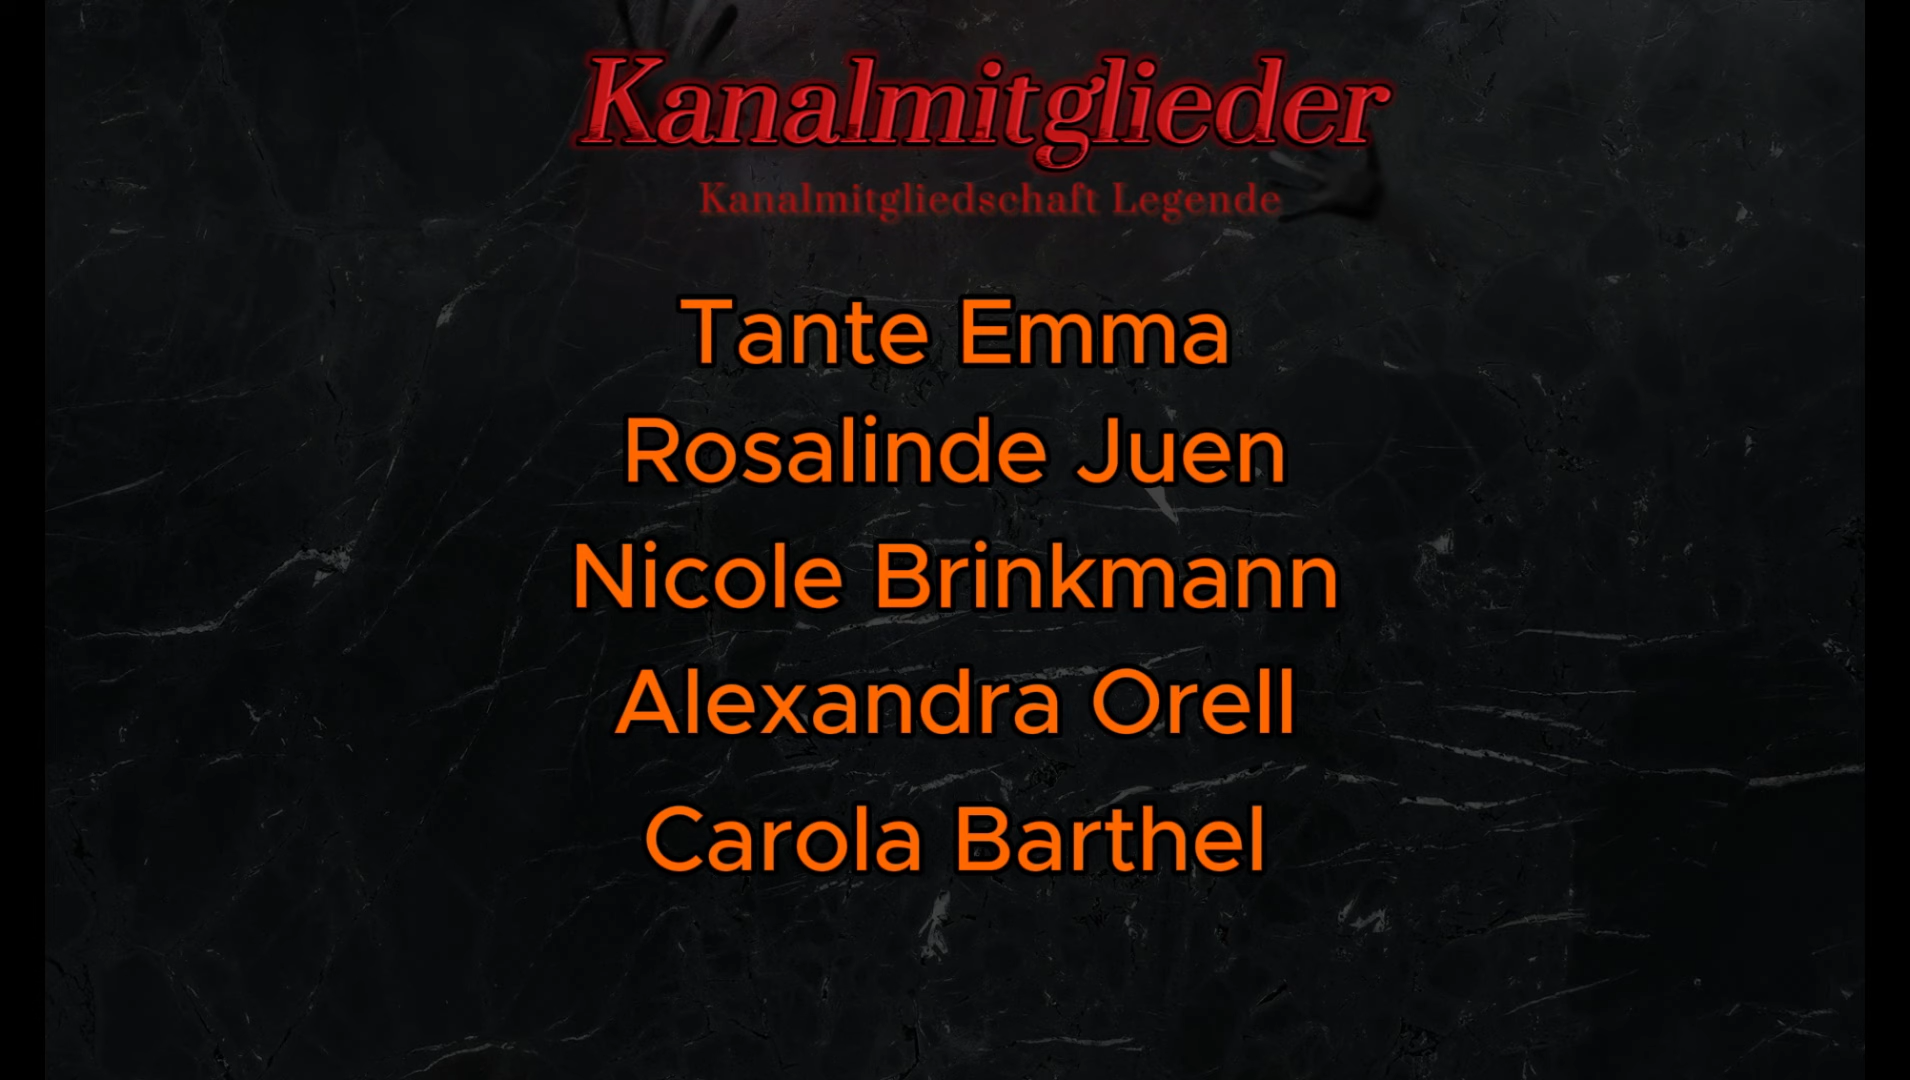 Kanalmitglieder
Kanalmitgliedschaft Legende
Tante Emma
Rosalinde Juen
Nicole Brinkmann
Alexandra Orell
Carola Barthel